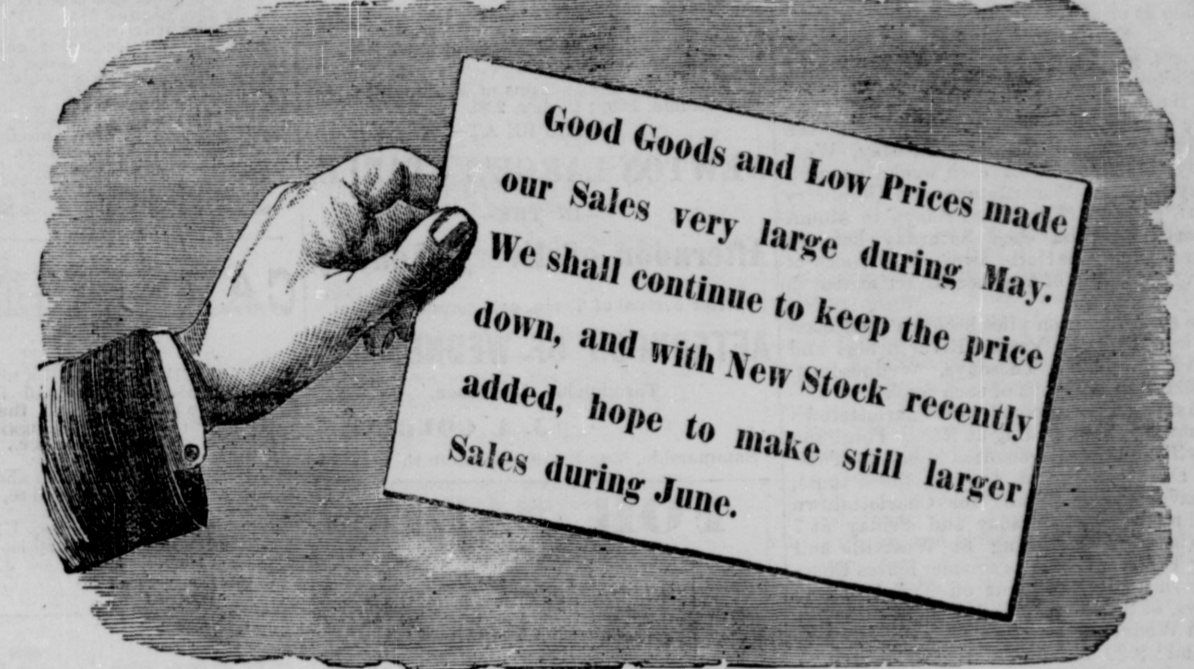 Good Goods and Low Prices made
our Sales very large during May.
We shall continue to keep the price
down, and with New Stock recently
added, hope to make still larger
Sales during June.